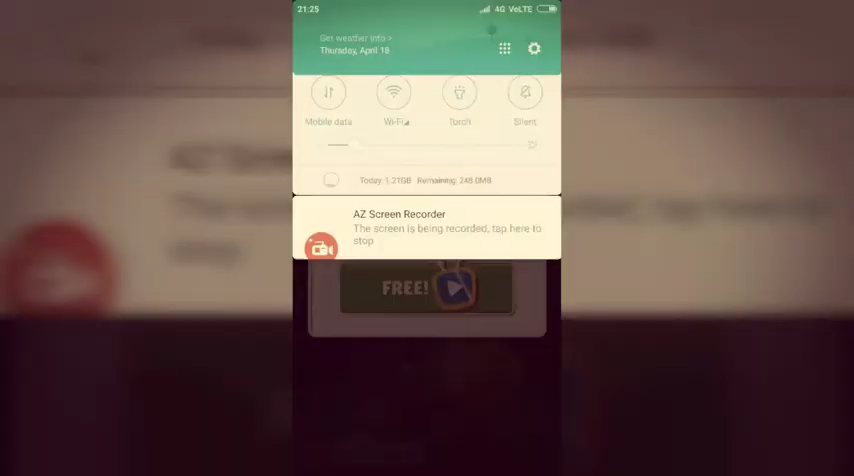 21:25 4G VoLTE
Get weather info >
Thursday, April 18
Mobile data Wi-Fi Torch Silent
Today: 1.21GB Remaining: 248.0MB
AZ Screen Recorder
The screen is being recorded, tap here to
stop
FREE!